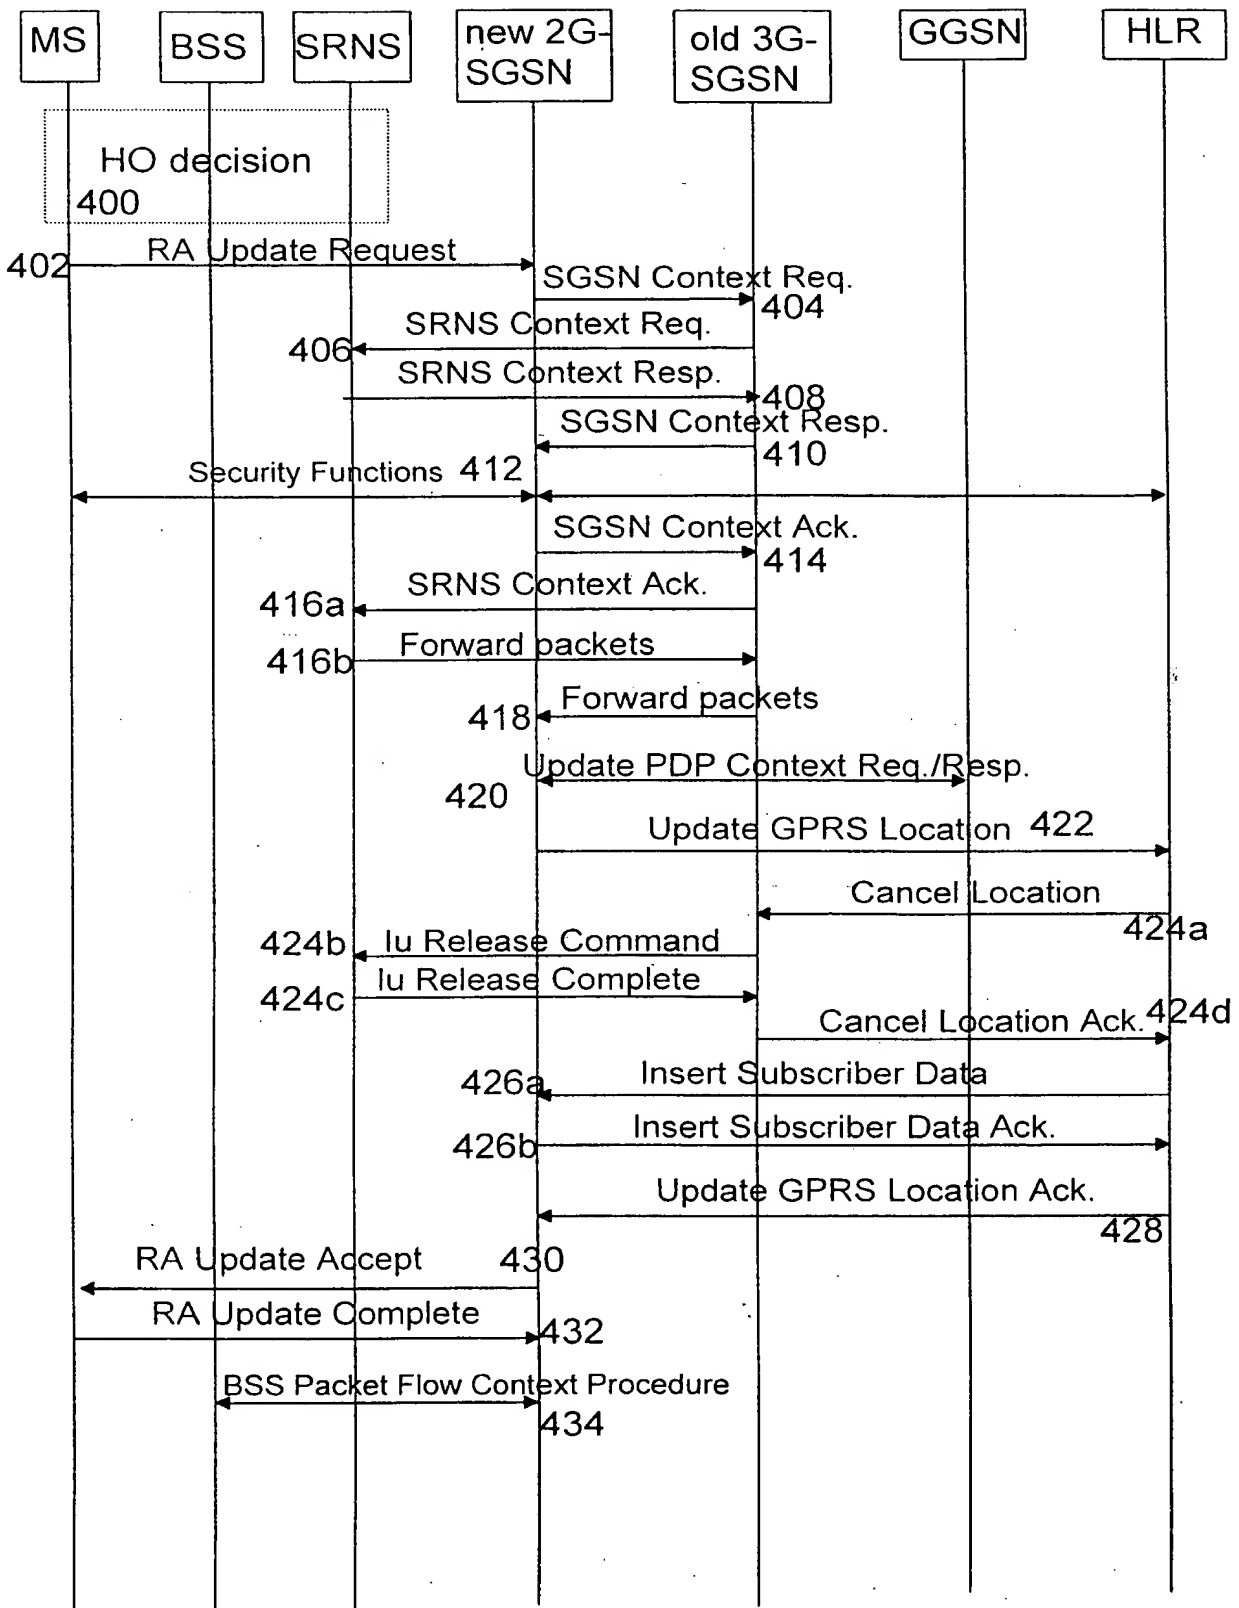 MS
BSS
SRNS
new 2G-
SGSN
old 3G-
SGSN
GGSN
HLR
HO decision
400
402
RA Update Request
SGSN Context Req.
404
SRNS Context Req.
406
SRNS Context Resp.
408
SGSN Context Resp.
410
Security Functions 412
SGSN Context Ack.
414
SRNS Context Ack.
416a
416b
Forward packets
Forward packets
418
Update PDP Context Req./Resp.
420
Update GPRS Location 422
Cancel Location
424a
424b
Iu Release Command
Iu Release Complete
424c
424d
Cancel Location Ack.
Insert Subscriber Data
426a
Insert Subscriber Data Ack.
426b
Update GPRS Location Ack.
428
RA Update Accept
430
RA Update Complete
432
BSS Packet Flow Context Procedure
434